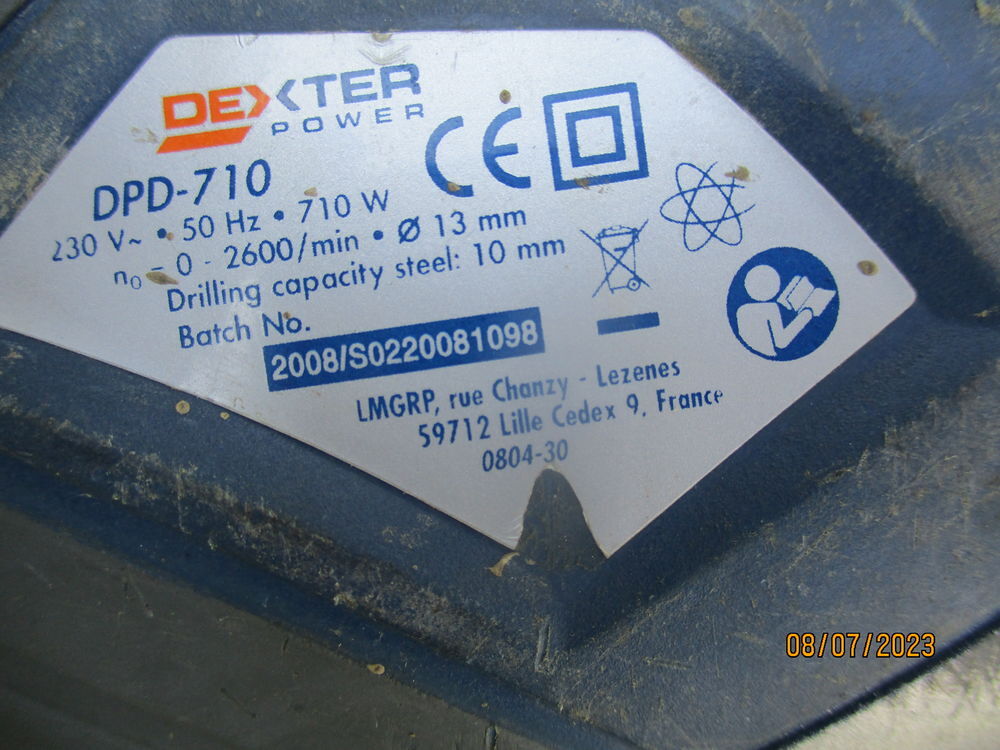 DEXTER
POWER
CE
DPD-710
230 V~ • 50 Hz • 710 W
n0 - 0 - 2600/min • Ø 13 mm
Drilling capacity steel: 10 mm
Batch No.
2008/S0220081098
LMGRP, rue Chanzy - Lezenes
59712 Lille Cedex 9, France
0804-30
08/07/2023